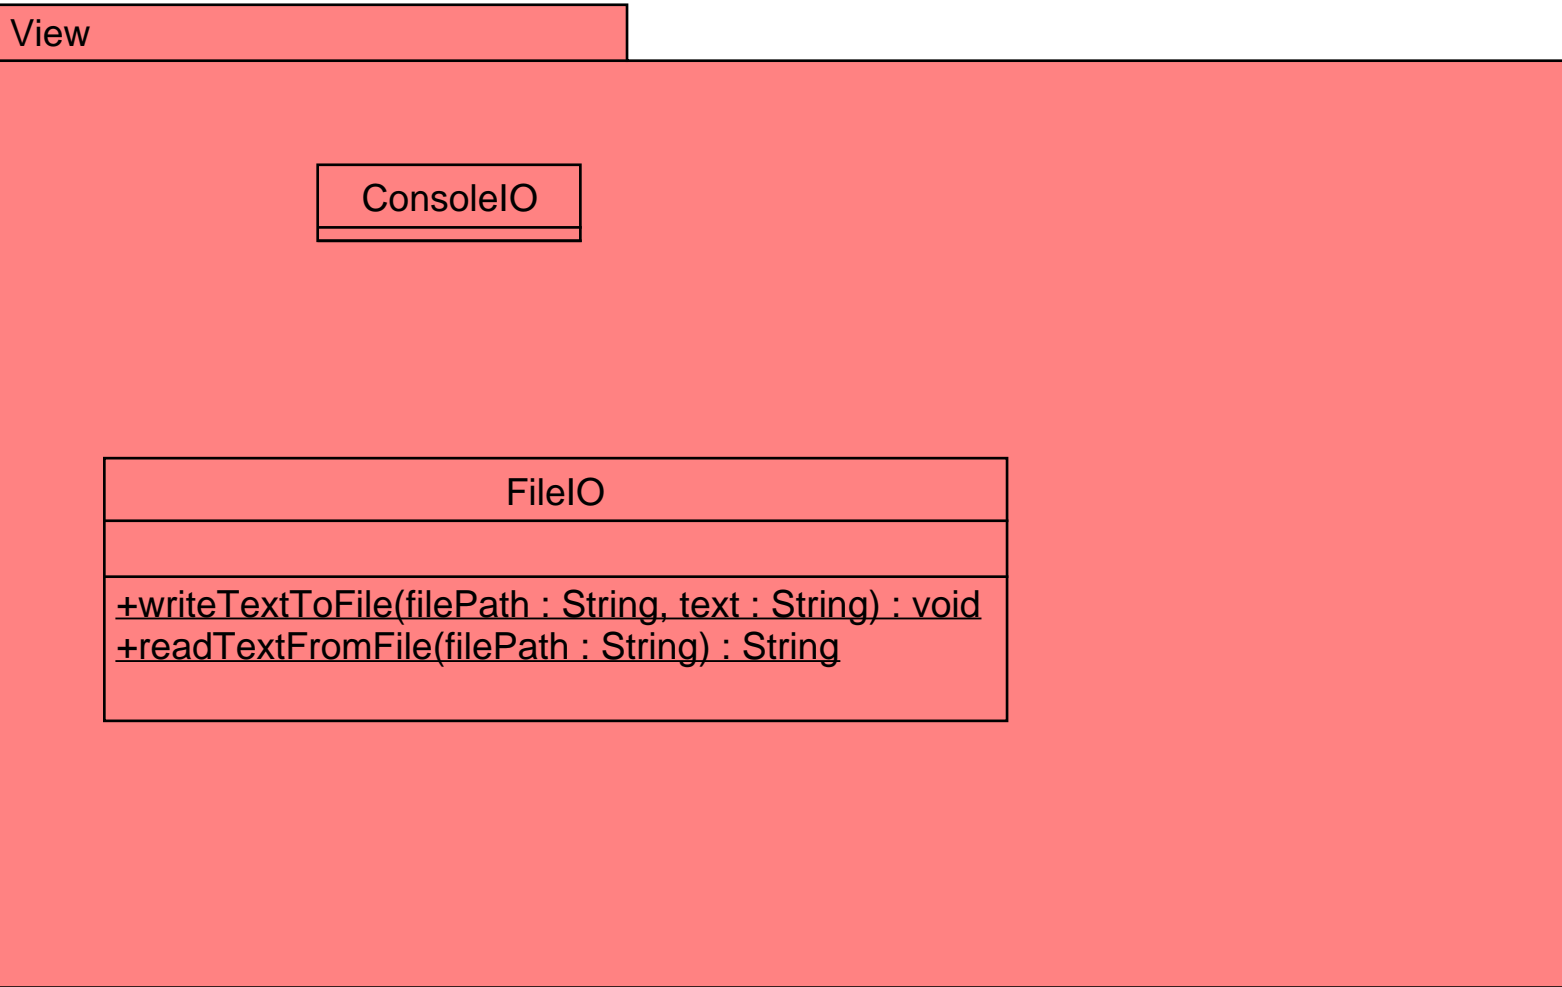 View
ConsoleIO
FileIO
+writeTextToFile(filePath : String, text : String) : void
+readTextFromFile(filePath : String) : String